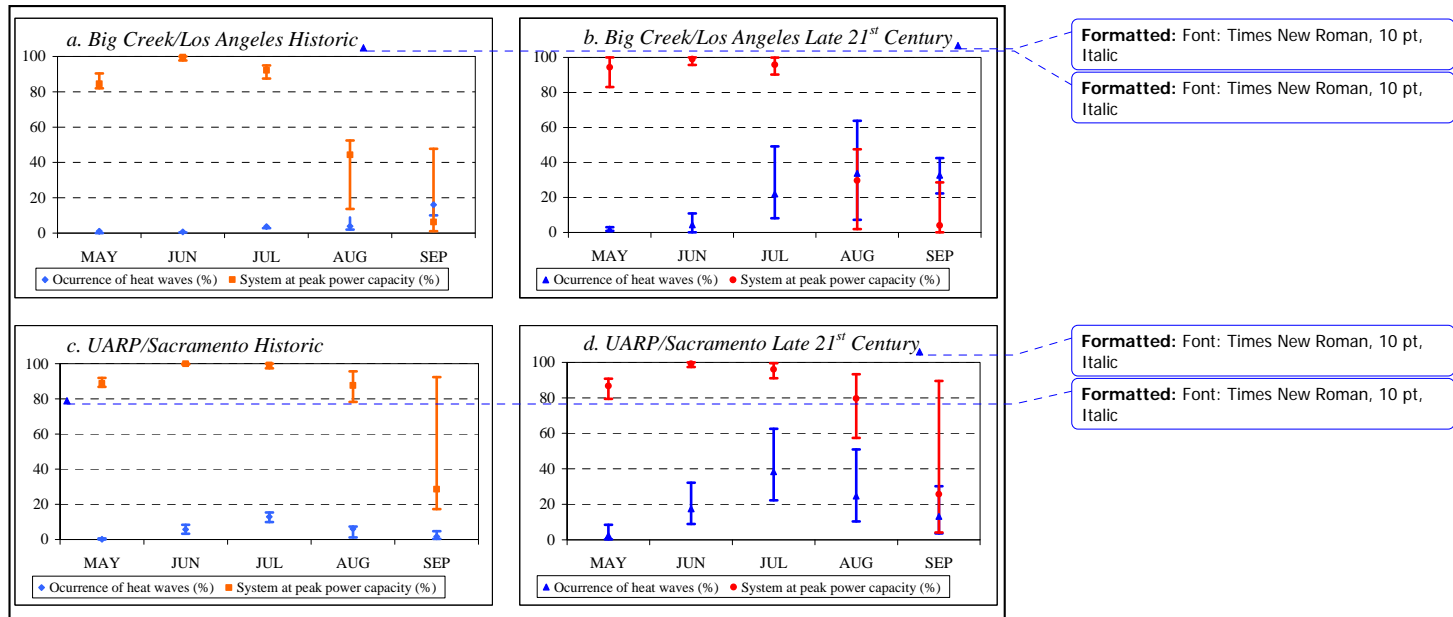 a. Big Creek/Los Angeles Historic
100
80
60
40
20
0
MAY JUN JUL AUG SEP
Ocurrence of heat waves (%) System at peak power capacity (%)
b. Big Creek/Los Angeles Late 21st Century
100
80
60
40
20
0
MAY JUN JUL AUG SEP
Ocurrence of heat waves (%) System at peak power capacity (%)
c. UARP/Sacramento Historic
100
80
60
40
20
0
MAY JUN JUL AUG SEP
Ocurrence of heat waves (%) System at peak power capacity (%)
d. UARP/Sacramento Late 21st Century
100
80
60
40
20
0
MAY JUN JUL AUG SEP
Ocurrence of heat waves (%) System at peak power capacity (%)
Formatted: Font: Times New Roman, 10 pt,
Italic
Formatted: Font: Times New Roman, 10 pt,
Italic
Formatted: Font: Times New Roman, 10 pt,
Italic
Formatted: Font: Times New Roman, 10 pt,
Italic